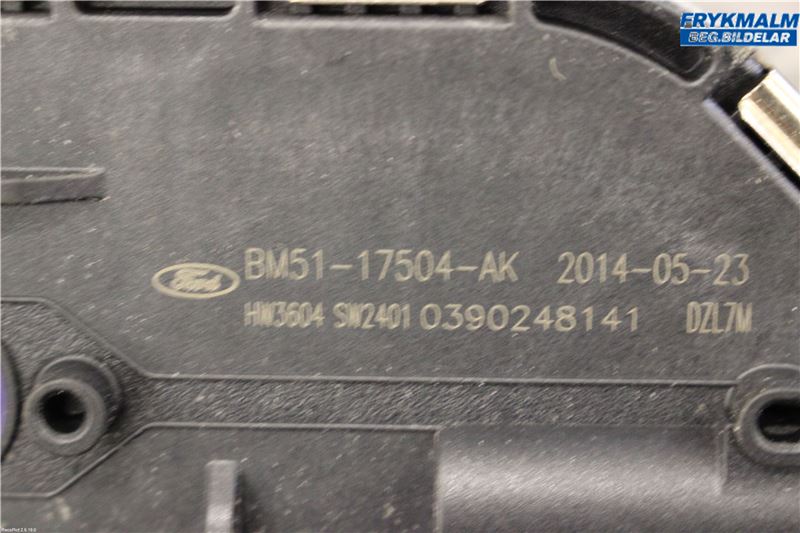 FRYKMALM
BEG.BILDELAR
Ford BM51-17504-AK 2014-05-23
HW3604 SW2401 0390248141 DZL7M